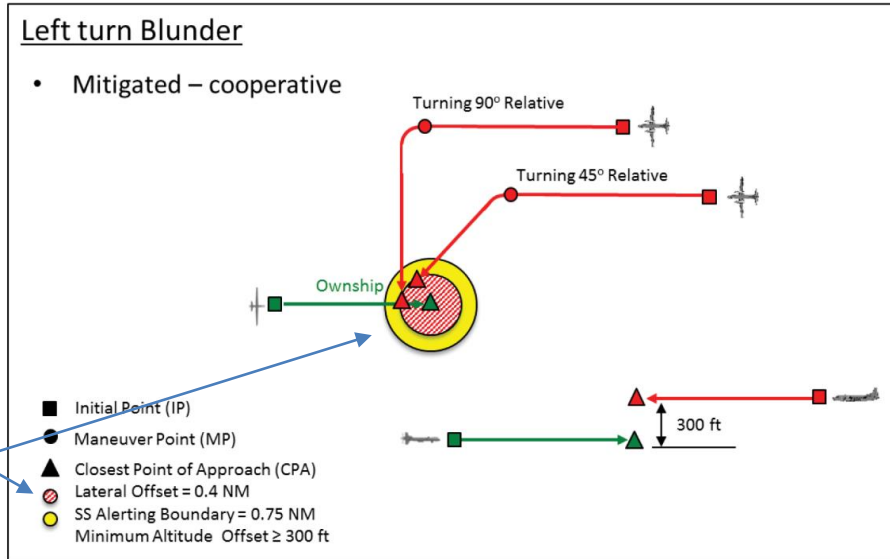 Left turn Blunder
• Mitigated – cooperative
Turning 90° Relative
Turning 45° Relative
Ownship
300 ft
Initial Point (IP)
Maneuver Point (MP)
Closest Point of Approach (CPA)
Lateral Offset = 0.4 NM
SS Alerting Boundary = 0.75 NM
Minimum Altitude Offset ≥ 300 ft